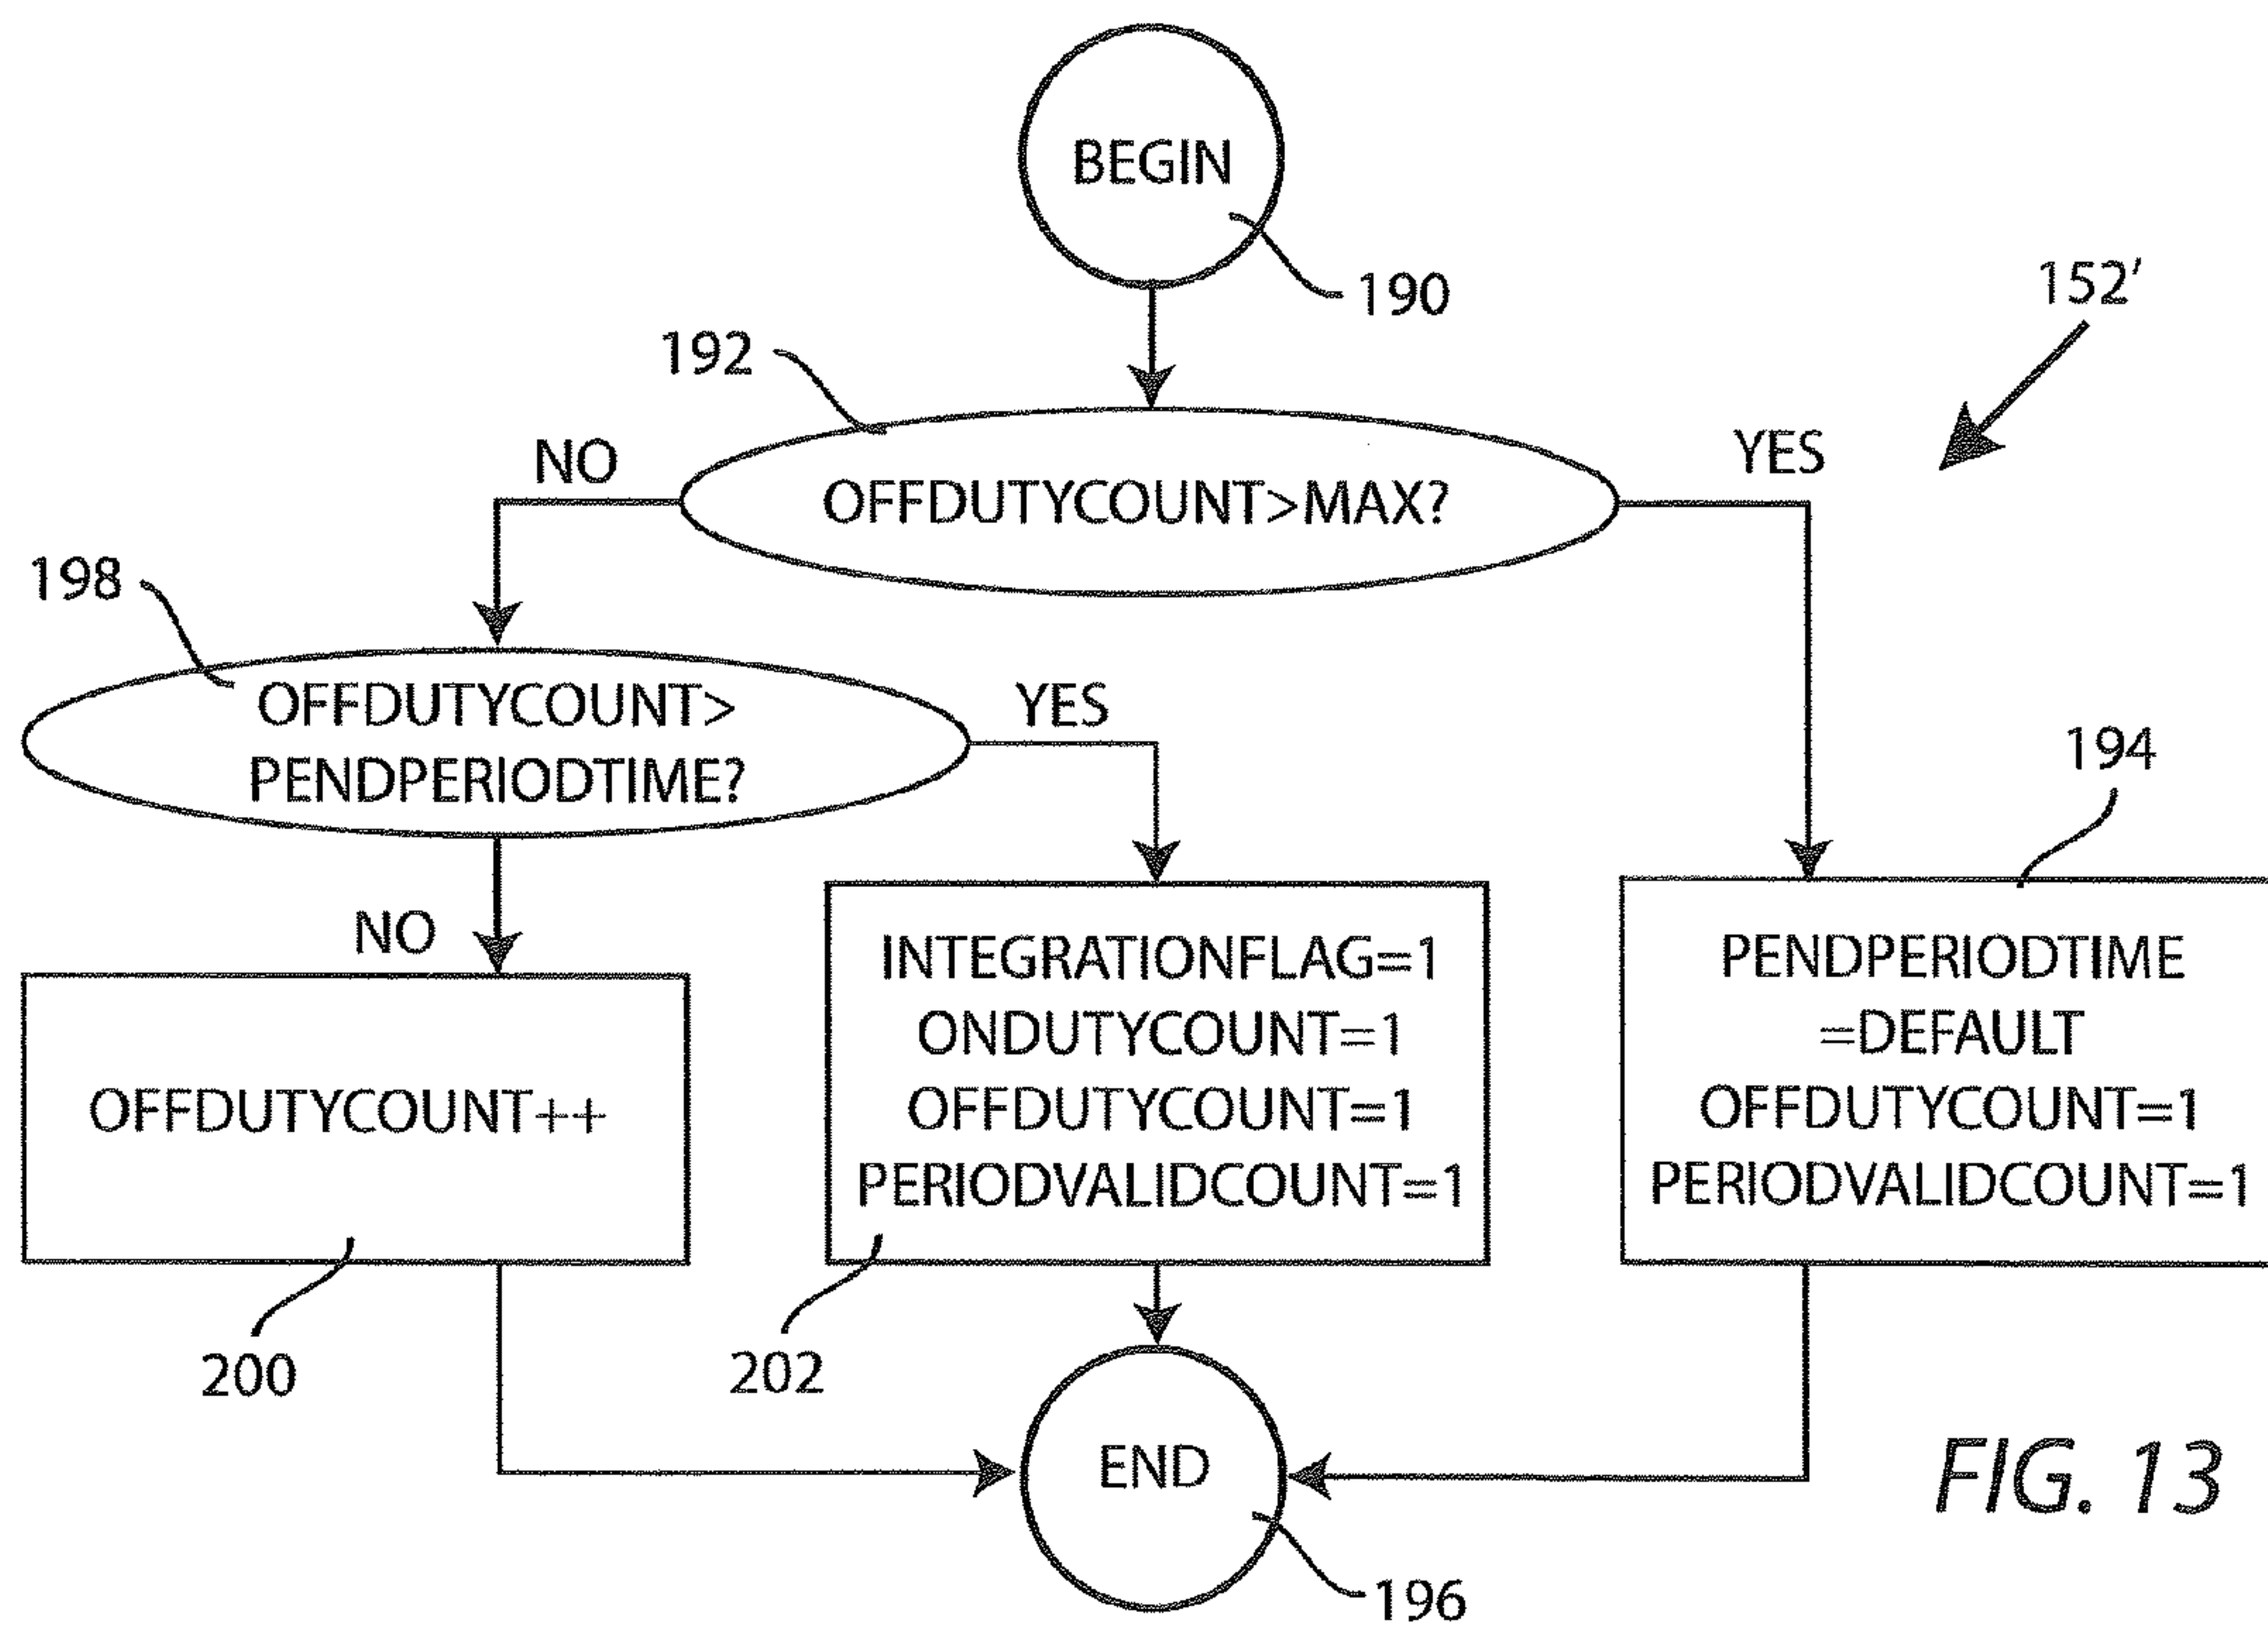 BEGIN
190
152'
192
NO
YES
OFFDUTYCOUNT>MAX?
198
OFFDUTYCOUNT>
PENDPERIODTIME?
YES
194
NO
OFFDUTYCOUNT++
INTEGRATIONFLAG=1
ONDUTYCOUNT=1
OFFDUTYCOUNT=1
PERIODVALIDCOUNT=1
PENDPERIODTIME
=DEFAULT
OFFDUTYCOUNT=1
PERIODVALIDCOUNT=1
200
202
END
196
FIG. 13